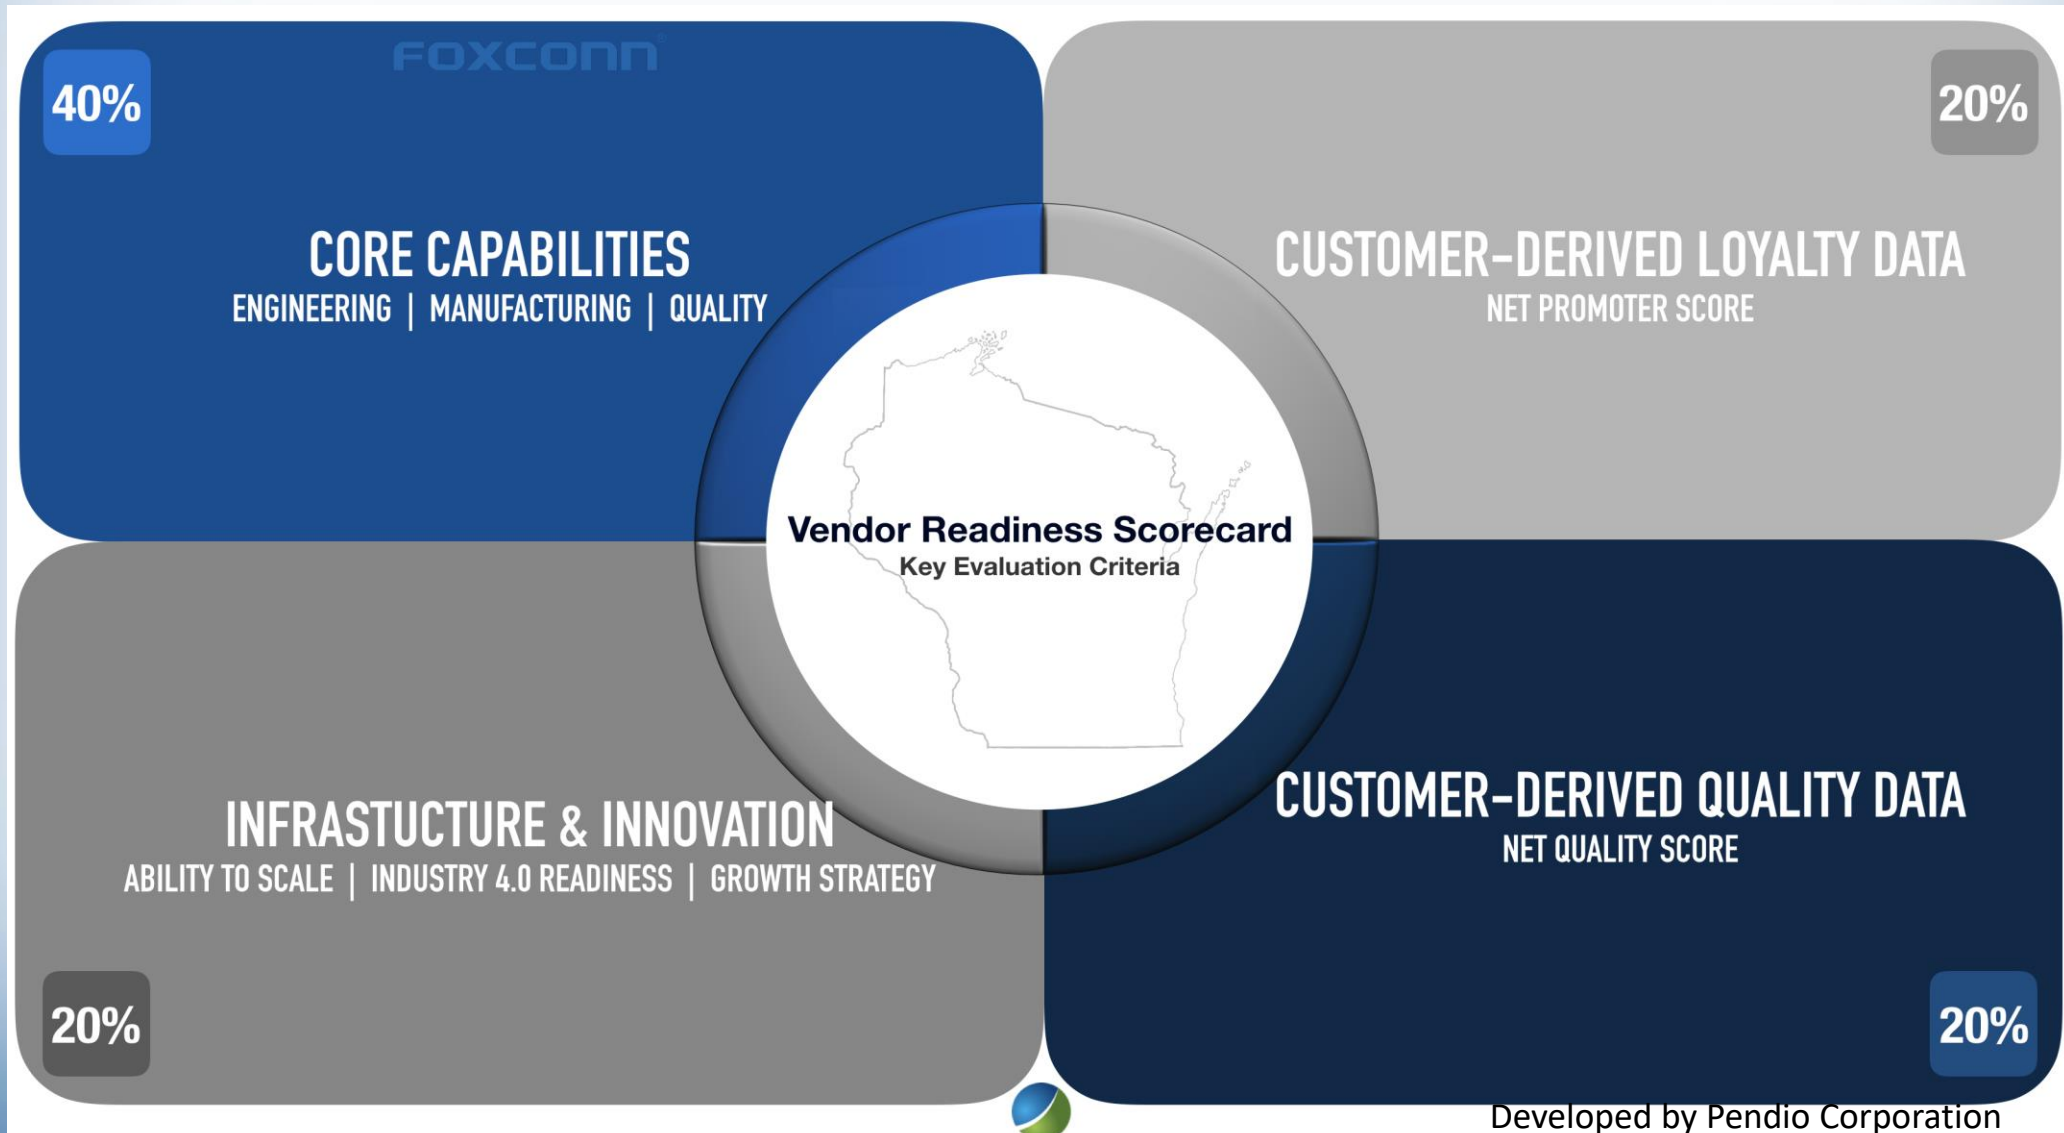 FOXCONN
40%
CORE CAPABILITIES
ENGINEERING | MANUFACTURING | QUALITY
20%
CUSTOMER-DERIVED LOYALTY DATA
NET PROMOTER SCORE
Vendor Readiness Scorecard
Key Evaluation Criteria
INFRASTUCTURE & INNOVATION
ABILITY TO SCALE | INDUSTRY 4.0 READINESS | GROWTH STRATEGY
20%
CUSTOMER-DERIVED QUALITY DATA
NET QUALITY SCORE
20%
Developed by Pendio Corporation